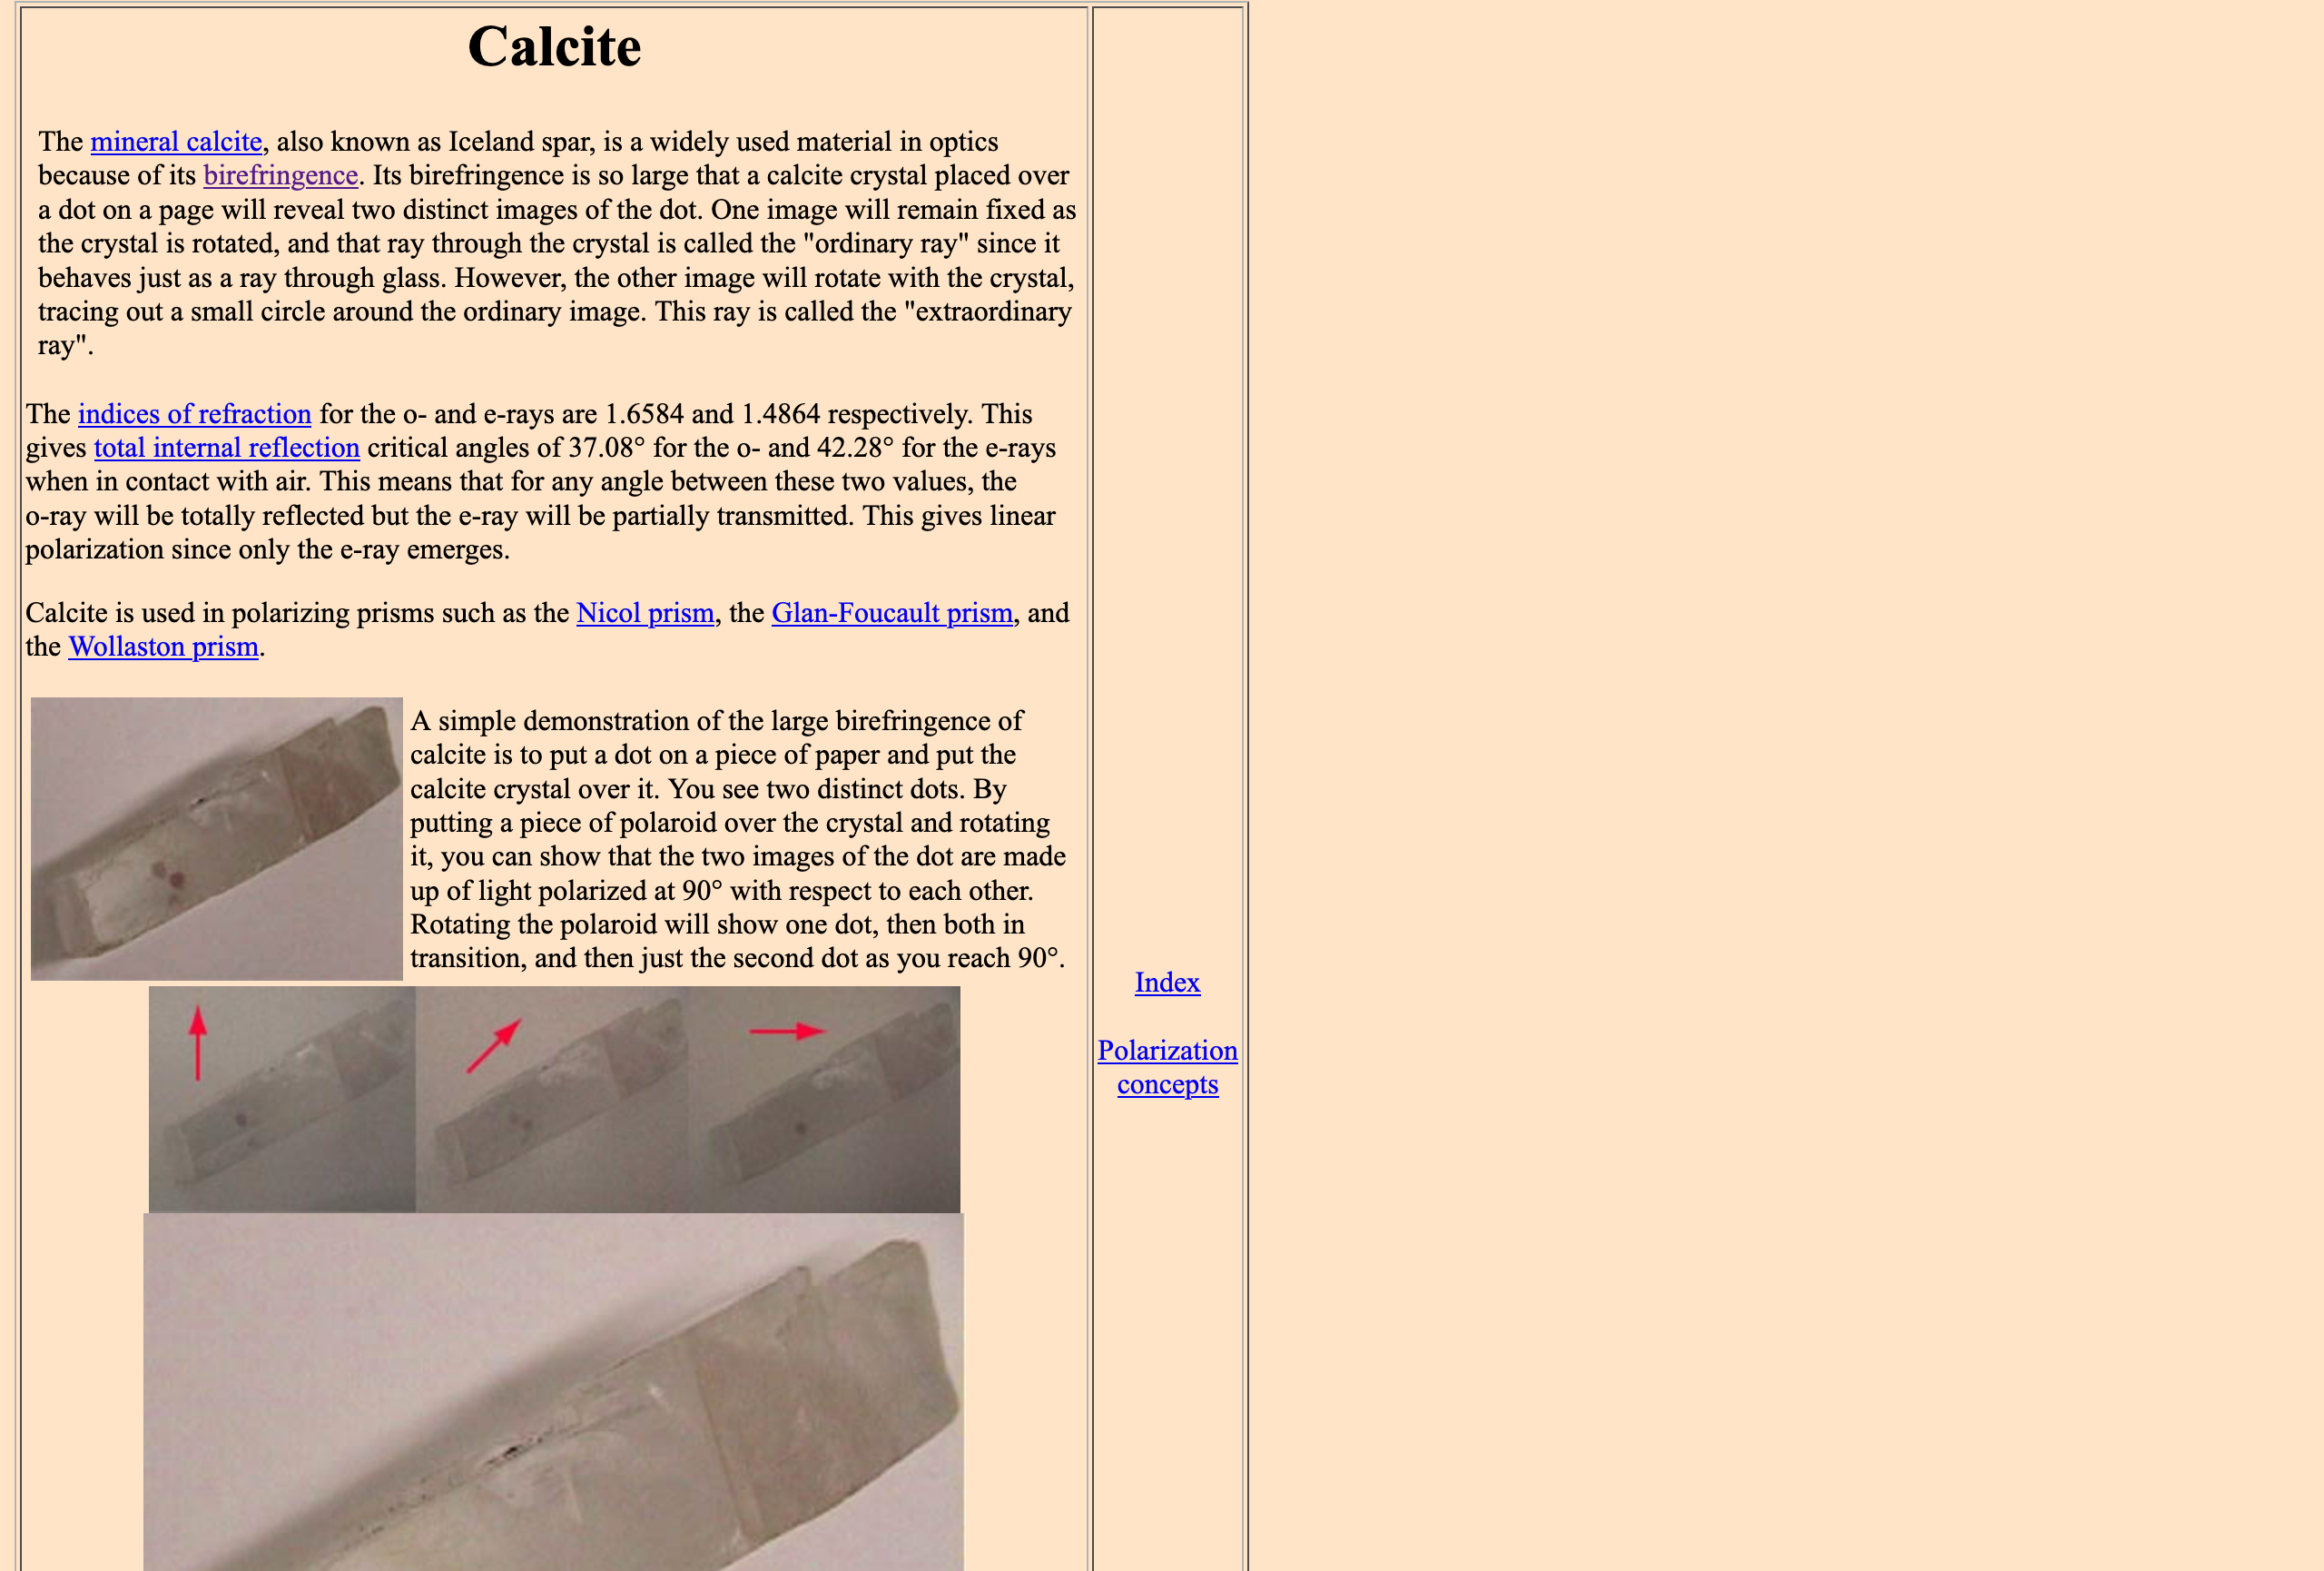 Calcite
The mineral calcite, also known as Iceland spar, is a widely used material in optics
because of its birefringence. Its birefringence is so large that a calcite crystal placed over
a dot on a page will reveal two distinct images of the dot. One image will remain fixed as
the crystal is rotated, and that ray through the crystal is called the "ordinary ray" since it
behaves just as a ray through glass. However, the other image will rotate with the crystal,
tracing out a small circle around the ordinary image. This ray is called the "extraordinary
ray".
The indices of refraction for the o- and e-rays are 1.6584 and 1.4864 respectively. This
gives total internal reflection critical angles of 37.08° for the o- and 42.28° for the e-rays
when in contact with air. This means that for any angle between these two values, the
o-ray will be totally reflected but the e-ray will be partially transmitted. This gives linear
polarization since only the e-ray emerges.
Calcite is used in polarizing prisms such as the Nicol prism, the Glan-Foucault prism, and
the Wollaston prism.
A simple demonstration of the large birefringence of
calcite is to put a dot on a piece of paper and put the
calcite crystal over it. You see two distinct dots. By
putting a piece of polaroid over the crystal and rotating
it, you can show that the two images of the dot are made
up of light polarized at 90° with respect to each other.
Rotating the polaroid will show one dot, then both in
transition, and then just the second dot as you reach 90°.
Index
Polarization
concepts